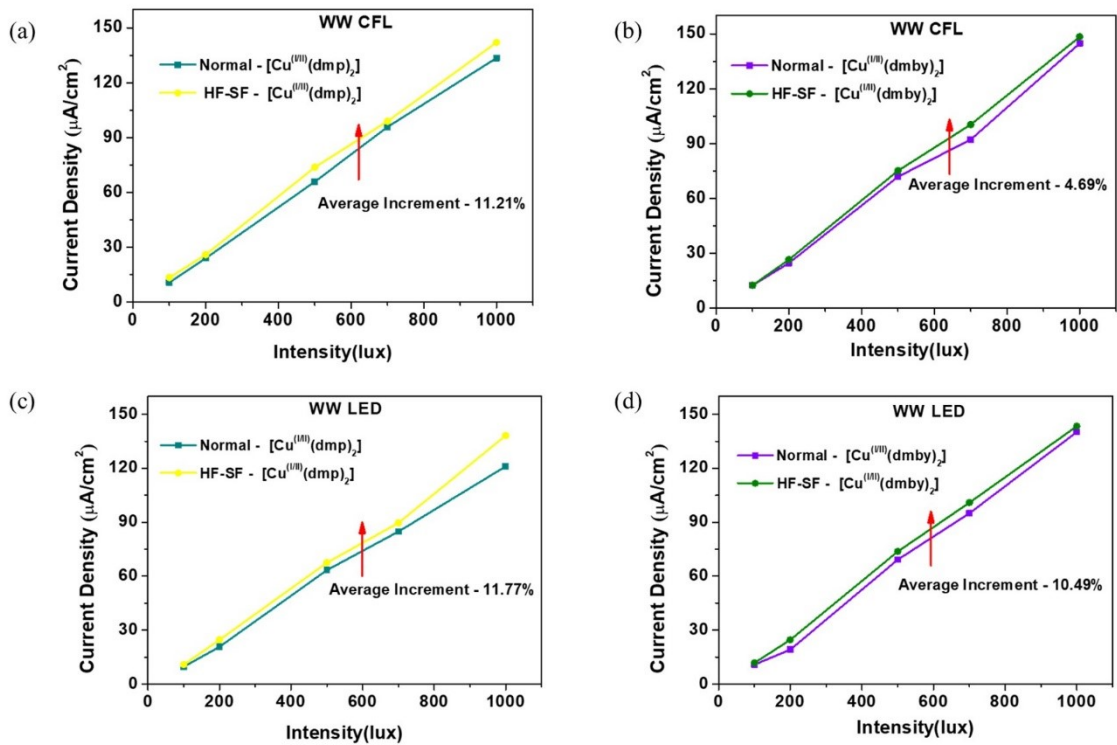 (a)
WW CFL
Normal - [Cu^(I/II)(dmp)₂]
HF-SF - [Cu^(I/II)(dmp)₂]
Average Increment - 11.21%
Current Density (μA/cm²)
150
120
90
60
30
0
0 200 400 600 800 1000
Intensity(lux)
(b)
WW CFL
Normal - [Cu^(I/II)(dmby)₂]
HF-SF - [Cu^(I/II)(dmby)₂]
Average Increment - 4.69%
Current Density (μA/cm²)
150
120
90
60
30
0
0 200 400 600 800 1000
Intensity(lux)
(c)
WW LED
Normal - [Cu^(I/II)(dmp)₂]
HF-SF - [Cu^(I/II)(dmp)₂]
Average Increment - 11.77%
Current Density (μA/cm²)
150
120
90
60
30
0
0 200 400 600 800 1000
Intensity(lux)
(d)
WW LED
Normal - [Cu^(I/II)(dmby)₂]
HF-SF - [Cu^(I/II)(dmby)₂]
Average Increment - 10.49%
Current Density (μA/cm²)
150
120
90
60
30
0
0 200 400 600 800 1000
Intensity(lux)